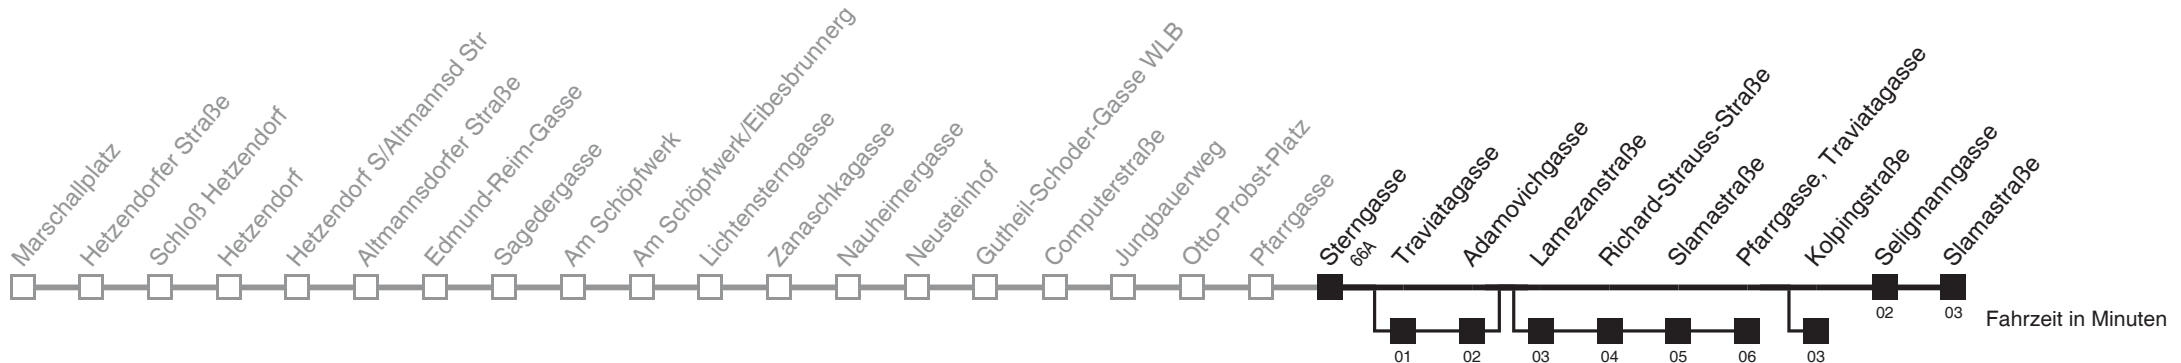 Marschallplatz
Hetzendorfer Straße
Schloß Hetzendorf
Hetzendorf
Hetzendorf S/Altmannsd Str
Altmannsdorfer Straße
Edmund-Reim-Gasse
Sagedergasse
Am Schöpfwerk
Am Schöpfwerk/Eibesbrunnerg
Lichtensterngasse
Zanaschkagasse
Nauheimergasse
Neusteinhof
Gutheil-Schoder-Gasse WLB
Computerstraße
Jungbauerweg
Otto-Probst-Platz
Pfarrgasse
Sterngasse
66A
Traviatagasse
Adamovichgasse
Lamezanstraße
Richard-Strauss-Straße
Slamastraße
Pfarrgasse, Traviatagasse
Kolpingstraße
Seligmanngasse
Slamastraße
02
03
Fahrzeit in Minuten
01
02
03
04
05
06
03